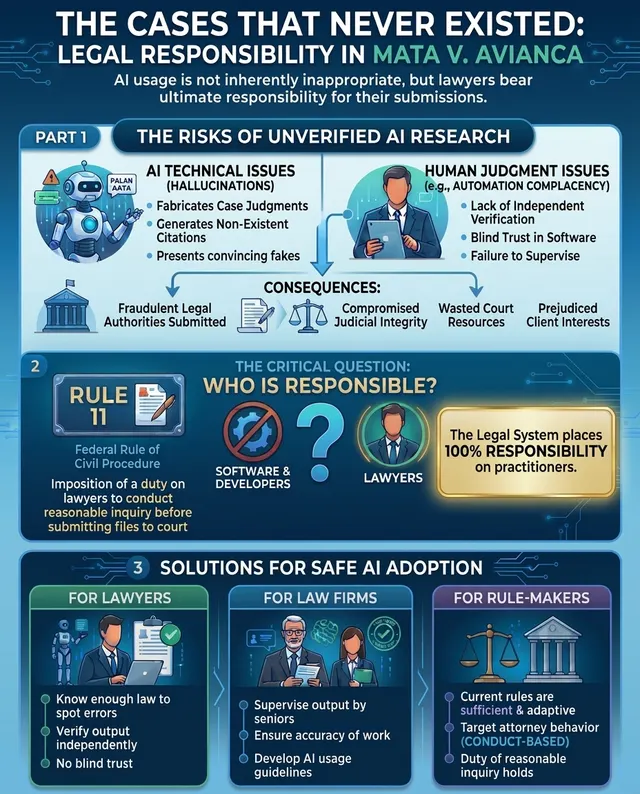 THE CASES THAT NEVER EXISTED:
LEGAL RESPONSIBILITY IN MATA V. AVIANCA
AI usage is not inherently inappropriate, but lawyers bear
ultimate responsibility for their submissions.
PART 1
THE RISKS OF UNVERIFIED AI RESEARCH
PALAN
AATA
AI TECHNICAL ISSUES
(HALLUCINATIONS)
• Fabricates Case Judgments
• Generates Non-Existent
Citations
• Presents convincing fakes
HUMAN JUDGMENT ISSUES
(e.g., AUTOMATION COMPLACENCY)
• Lack of Independent
Verification
• Blind Trust in Software
• Failure to Supervise
CONSEQUENCES:
Fraudulent Legal
Authorities Submitted
Compromised
Judicial Integrity
Wasted Court
Resources
Prejudiced
Client Interests
2
THE CRITICAL QUESTION:
WHO IS RESPONSIBLE?
RULE
11
Federal Rule of
Civil Procedure
Imposition of a duty on
lawyers to conduct
reasonable inquiry before
submitting files to court
?
SOFTWARE &
DEVELOPERS
LAWYERS
The Legal System places
100% RESPONSIBILITY
on practitioners.
3
SOLUTIONS FOR SAFE AI ADOPTION
FOR LAWYERS
Know enough law to
spot errors
Verify output
independently
No blind trust
FOR LAW FIRMS
Supervise output by
seniors
Ensure accuracy of work
Develop AI usage
guidelines
FOR RULE-MAKERS
Current rules are
sufficient & adaptive
Target attorney behavior
(CONDUCT-BASED)
Duty of reasonable
inquiry holds